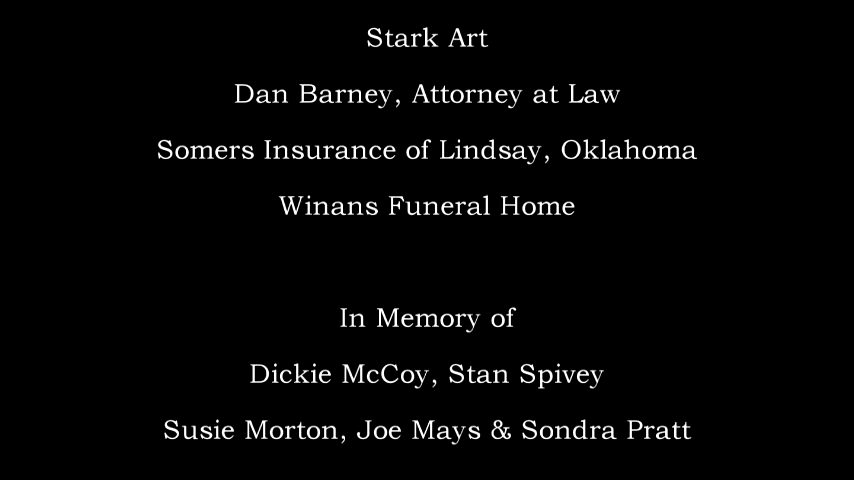 Stark Art
Dan Barney, Attorney at Law
Somers Insurance of Lindsay, Oklahoma
Winans Funeral Home
In Memory of
Dickie McCoy, Stan Spivey
Susie Morton, Joe Mays & Sondra Pratt